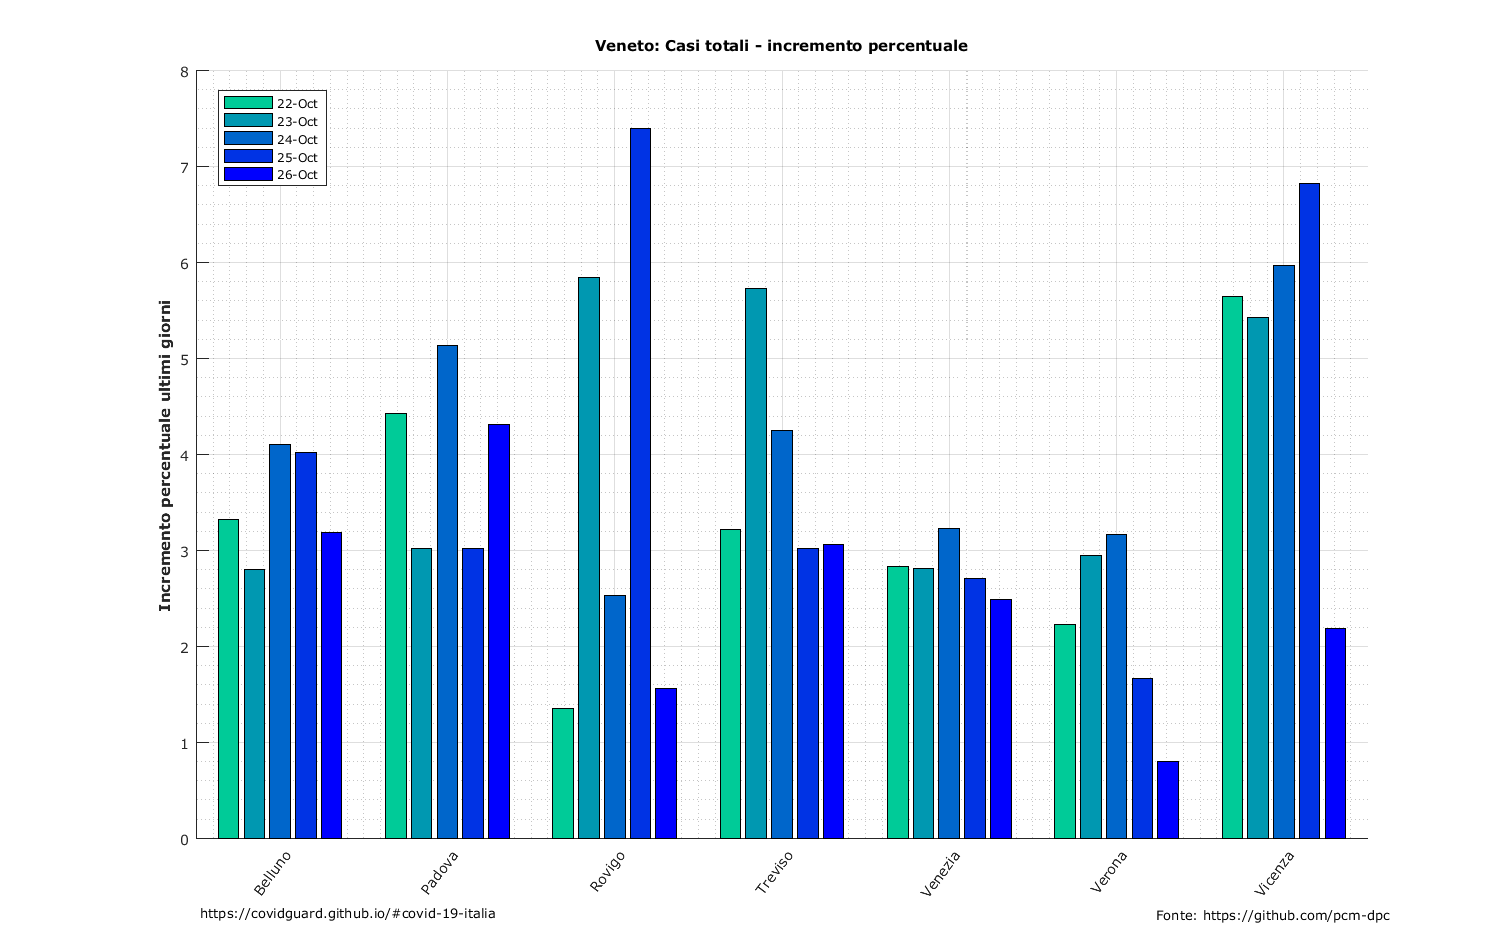 Veneto: Casi totali - incremento percentuale
8
7
6
5
4
3
2
1
0
Incremento percentuale ultimi giorni
22-Oct
23-Oct
24-Oct
25-Oct
26-Oct
Belluno
Padova
Rovigo
Treviso
Venezia
Verona
Vicenza
https://covidguard.github.io/#covid-19-italia
Fonte: https://github.com/pcm-dpc